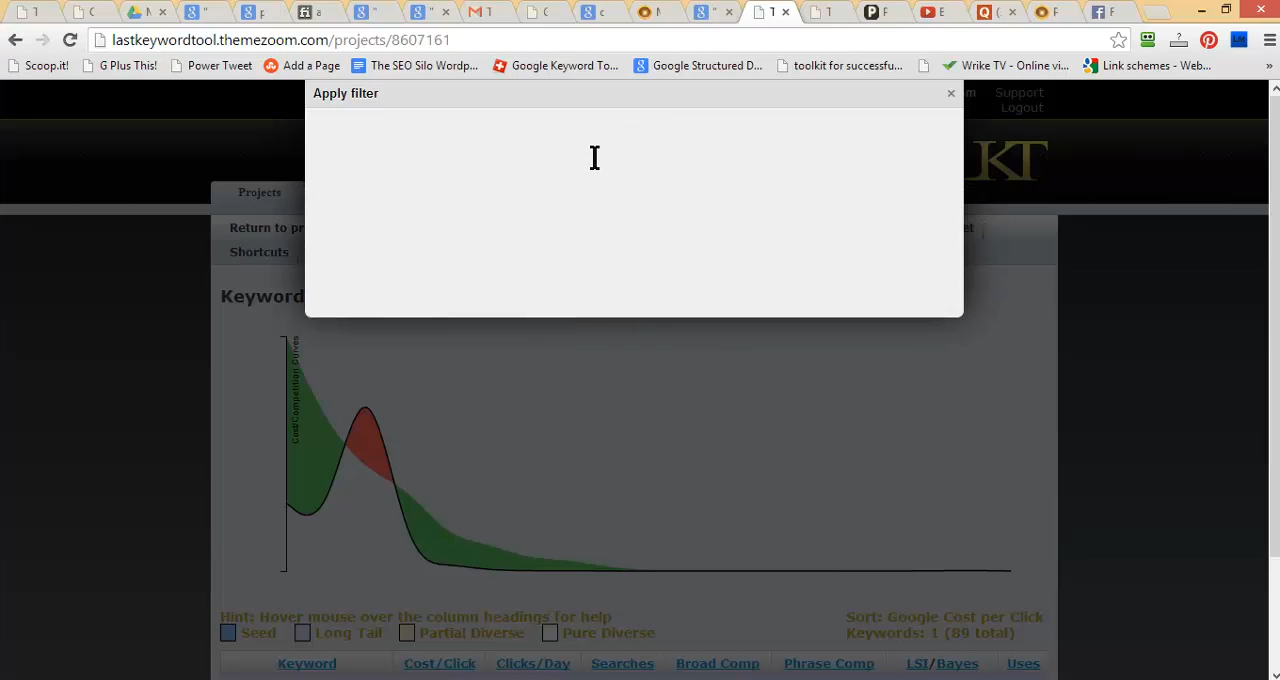 T
C
N
"
p
a
"
"
T
C
c
N
"
T
T
F
E
(.
F
F
lastkeywordtool.themezoom.com/projects/8607161
Scoop.it!
G Plus This!
Power Tweet
Add a Page
The SEO Silo Wordp...
Google Keyword To...
Google Structured D...
toolkit for successfu...
Wrike TV - Online vi...
Link schemes - Web...
»
Apply filter
×
m
Support
Logout
KT
Projects
Return to pr
et
Shortcuts
Keyword
Cost/Competition Curves
Hint: Hover mouse over the column headings for help
Sort: Google Cost per Click
Seed
Long Tail
Partial Diverse
Pure Diverse
Keywords: 1 (89 total)
Keyword
Cost/Click
Clicks/Day
Searches
Broad Comp
Phrase Comp
LSI/Bayes
Uses